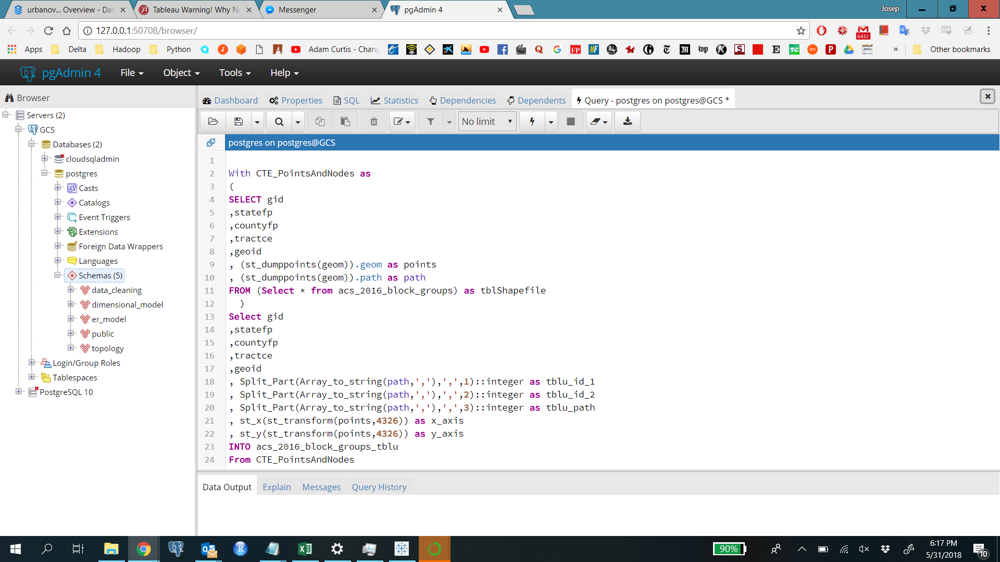 urbanov... Overview - Dat
Tableau Warning! Why N
Messenger
pgAdmin 4
Josep
127.0.0.1:50708/browser/
6432
Apps
Delta
Hadoop
Python
Adam Curtis - Chang
Other bookmarks
pgAdmin 4
File
Object
Tools
Help
Browser
Dashboard
Properties
SQL
Statistics
Dependencies
Dependents
Query - postgres on postgres@GCS *
No limit
Servers (2)
GCS
Databases (2)
cloudsqladmin
postgres
Casts
Catalogs
Event Triggers
Extensions
Foreign Data Wrappers
Languages
Schemas (5)
data_cleaning
dimensional_model
er_model
public
topology
Login/Group Roles
Tablespaces
PostgreSQL 10
postgres on postgres@GCS
1
2 With CTE_PointsAndNodes as
3 (
4 SELECT gid
5 ,statefp
6 ,countyfp
7 ,tractce
8 ,geoid
9 , (st_dumppoints(geom)).geom as points
10 , (st_dumppoints(geom)).path as path
11 FROM (Select * from acs_2016_block_groups) as tblShapefile
12 )
13 Select gid
14 ,statefp
15 ,countyfp
16 ,tractce
17 ,geoid
18 , Split_Part(Array_to_string(path,','),',',1)::integer as tblu_id_1
19 , Split_Part(Array_to_string(path,','),',',2)::integer as tblu_id_2
20 , Split_Part(Array_to_string(path,','),',',3)::integer as tblu_path
21 , st_x(st_transform(points,4326)) as x_axis
22 , st_y(st_transform(points,4326)) as y_axis
23 INTO acs_2016_block_groups_tblu
24 From CTE_PointsAndNodes
Data Output
Explain
Messages
Query History
90%
6:17 PM
5/31/2018
10